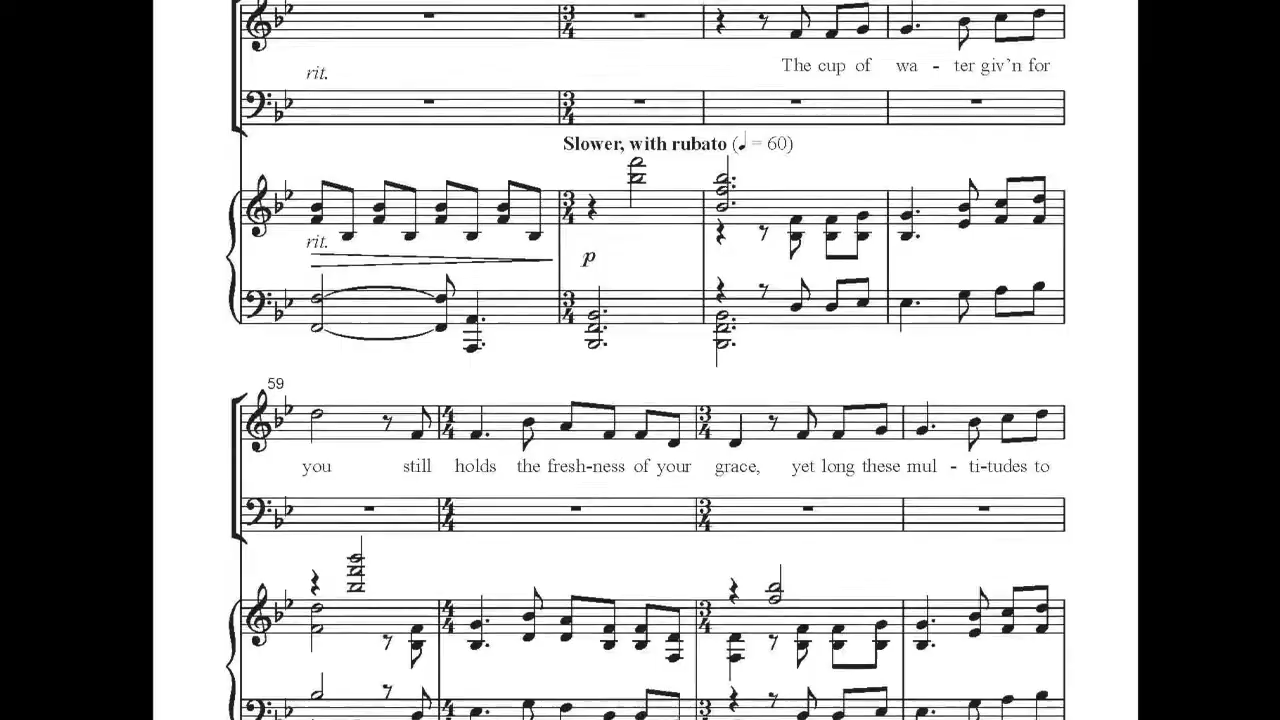 The cup of wa - ter giv'n for
rit.
Slower, with rubato (♩ = 60)
rit.
p
59
you still holds the fresh-ness of your grace, yet long these mul - ti-tudes to